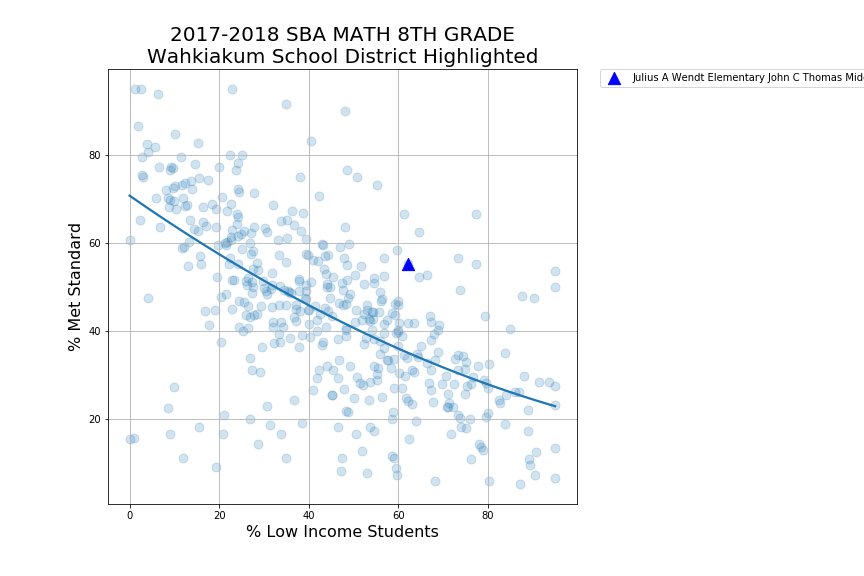 2017-2018 SBA MATH 8TH GRADE
Wahkiakum School District Highlighted
Julius A Wendt Elementary John C Thomas Mid
80
60
40
20
% Met Standard
0 20 40 60 80
% Low Income Students